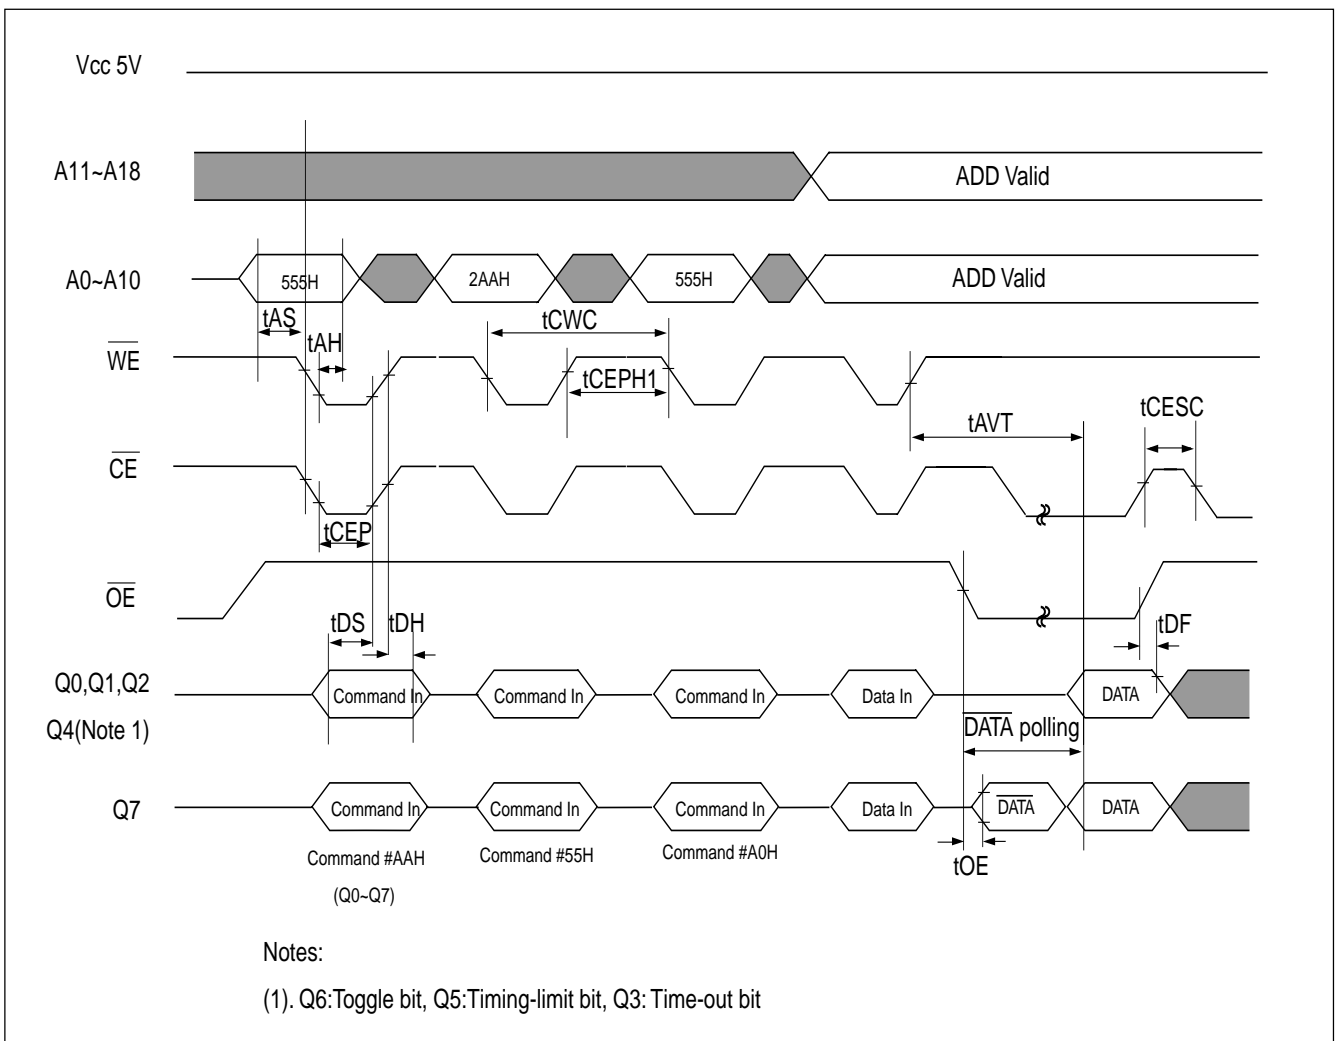 Vcc 5V
A11~A18
ADD Valid
A0~A10
555H
2AAH
555H
ADD Valid
tAS
tAH
tCWC
WE
tCEPH1
tAVT
tCESC
CE
tCEP
OE
tDS
tDH
tDF
Q0,Q1,Q2
Command In
Command In
Command In
Data In
DATA
Q4(Note 1)
DATA polling
Q7
Command In
Command In
Command In
Data In
DATA
DATA
Command #AAH
Command #55H
Command #A0H
tOE
(Q0~Q7)
Notes:
(1). Q6:Toggle bit, Q5:Timing-limit bit, Q3: Time-out bit